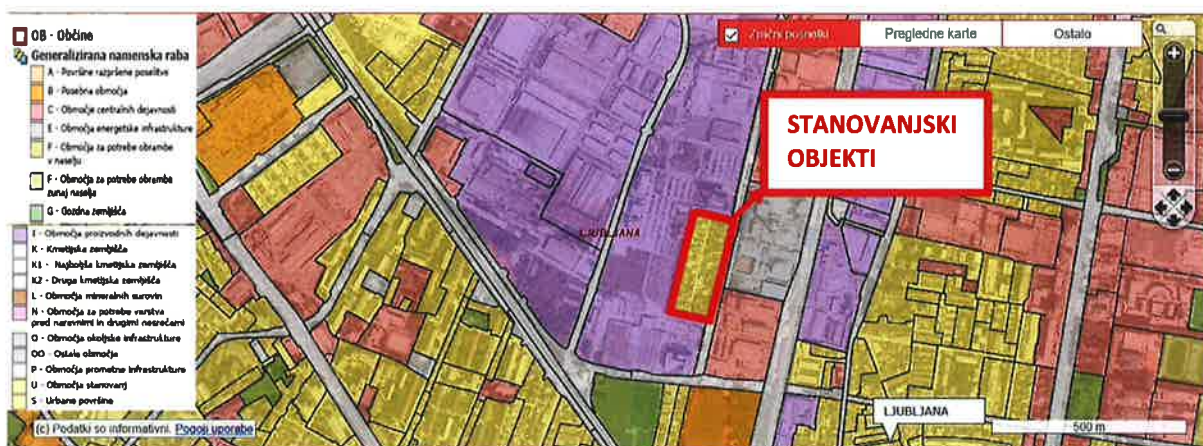 OB - Občine
Generalizirana namenska raba
A - Površine razpršene poselitve
B - Posebna območja
C - Območje centralnih dejavnosti
E - Območja energetske infrastrukture
F - Območja za potrebe obrambe
v naselju
F - Območja za potrebe obrambe
zunaj naselja
G - Gozdna zemljišča
I - Območja proizvodnih dejavnosti
K - Kmetijska zemljišča
K1 - Najboljša kmetijska zemljišča
K2 - Druga kmetijska zemljišča
L - Območja mineralnih surovin
N - Območja za potrebe varstva
pred naravnimi in drugimi nesrečami
O - Območja okoljske infrastrukture
OO - Ostala območja
P - Območja prometne infrastrukture
U - Območja stanovanj
S - Urbane površine
(c) Podatki so informativni. Pogoji uporabe
Zračni posnetki
Pregledne karte
Ostalo
STANOVANJSKI
OBJEKTI
LJUBLJANA
LJUBLJANA
500 m